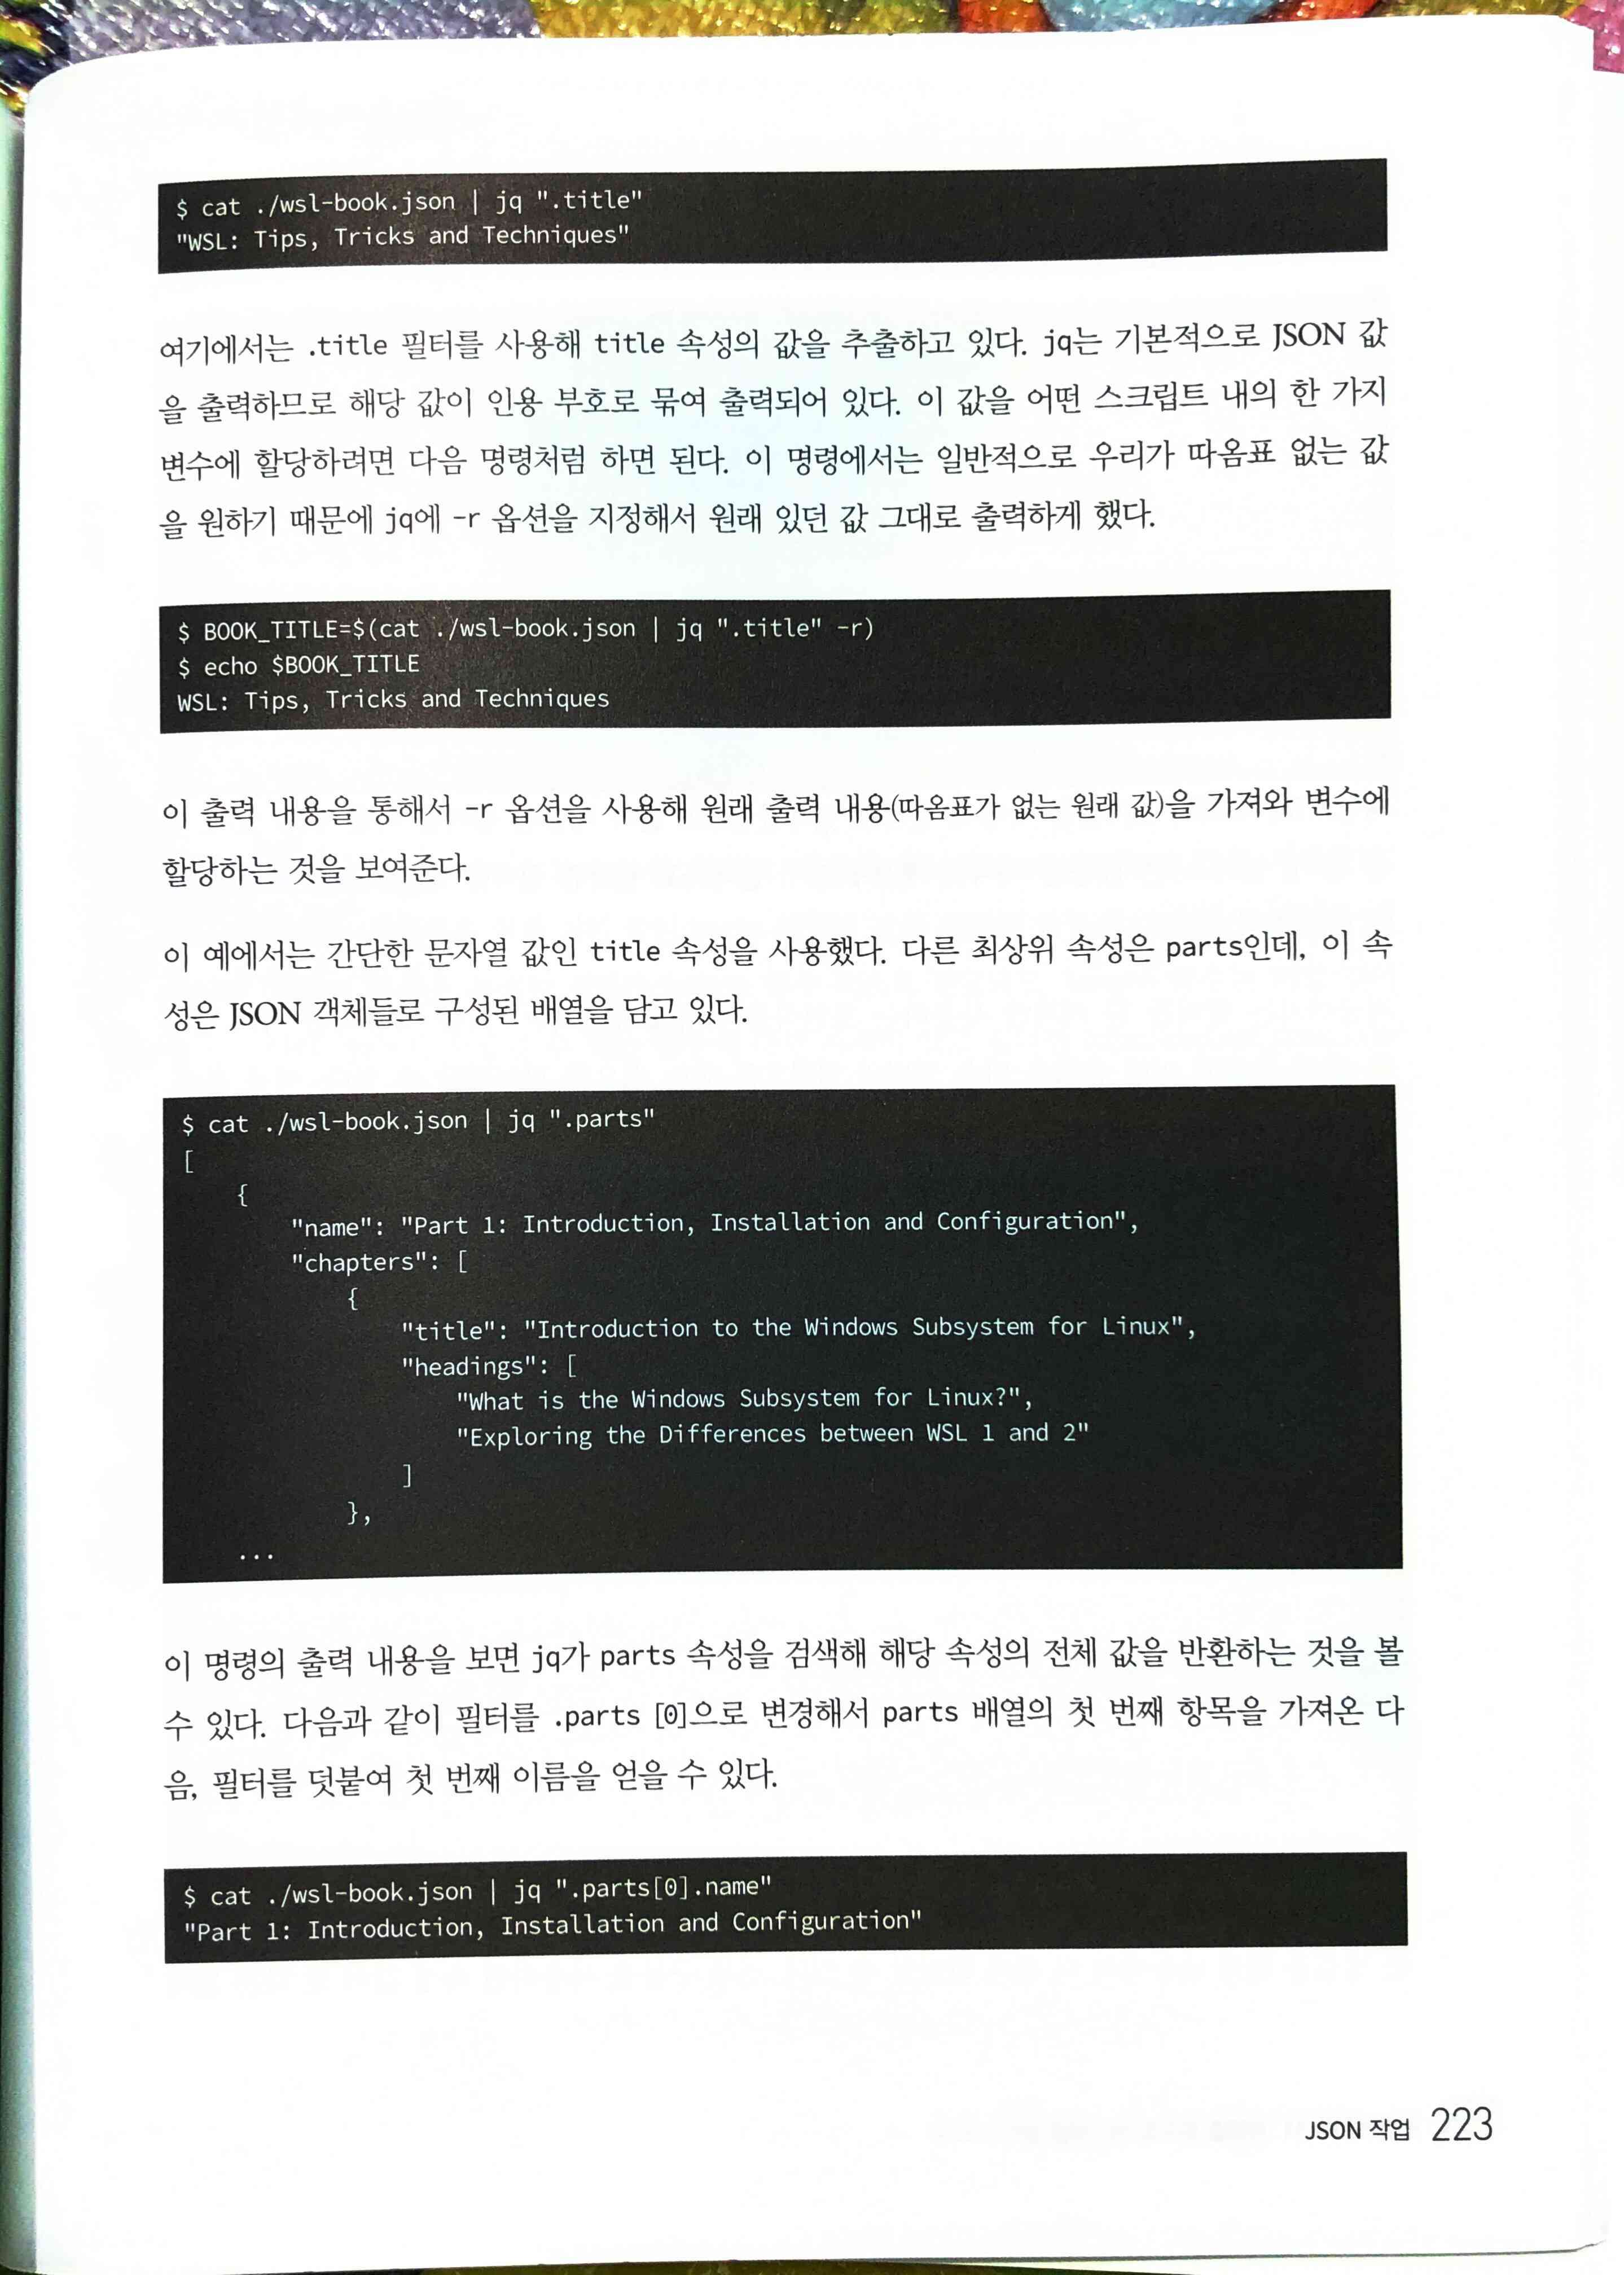 $ cat ./wsl-book.json | jq ".title"
"WSL: Tips, Tricks and Techniques"
여기에서는 .title 필터를 사용해 title 속성의 값을 추출하고 있다. jq는 기본적으로 JSON 값
을 출력하므로 해당 값이 인용 부호로 묶여 출력되어 있다. 이 값을 어떤 스크립트 내의 한 가지
변수에 할당하려면 다음 명령처럼 하면 된다. 이 명령에서는 일반적으로 우리가 따옴표 없는 값
을 원하기 때문에 jq에 -r 옵션을 지정해서 원래 있던 값 그대로 출력하게 했다.
$ BOOK_TITLE=$(cat ./wsl-book.json | jq ".title" -r)
$ echo $BOOK_TITLE
WSL: Tips, Tricks and Techniques
이 출력 내용을 통해서 -r 옵션을 사용해 원래 출력 내용(따옴표가 없는 원래 값)을 가져와 변수에
할당하는 것을 보여준다.
이 예에서는 간단한 문자열 값인 title 속성을 사용했다. 다른 최상위 속성은 parts인데, 이 속
성은 JSON 객체들로 구성된 배열을 담고 있다.
$ cat ./wsl-book.json | jq ".parts"
[
    {
        "name": "Part 1: Introduction, Installation and Configuration",
        "chapters": [
            {
                "title": "Introduction to the Windows Subsystem for Linux",
                "headings": [
                    "What is the Windows Subsystem for Linux?",
                    "Exploring the Differences between WSL 1 and 2"
                ]
            },
    ...
이 명령의 출력 내용을 보면 jq가 parts 속성을 검색해 해당 속성의 전체 값을 반환하는 것을 볼
수 있다. 다음과 같이 필터를 .parts [0]으로 변경해서 parts 배열의 첫 번째 항목을 가져온 다
음, 필터를 덧붙여 첫 번째 이름을 얻을 수 있다.
$ cat ./wsl-book.json | jq ".parts[0].name"
"Part 1: Introduction, Installation and Configuration"
JSON 작업 223